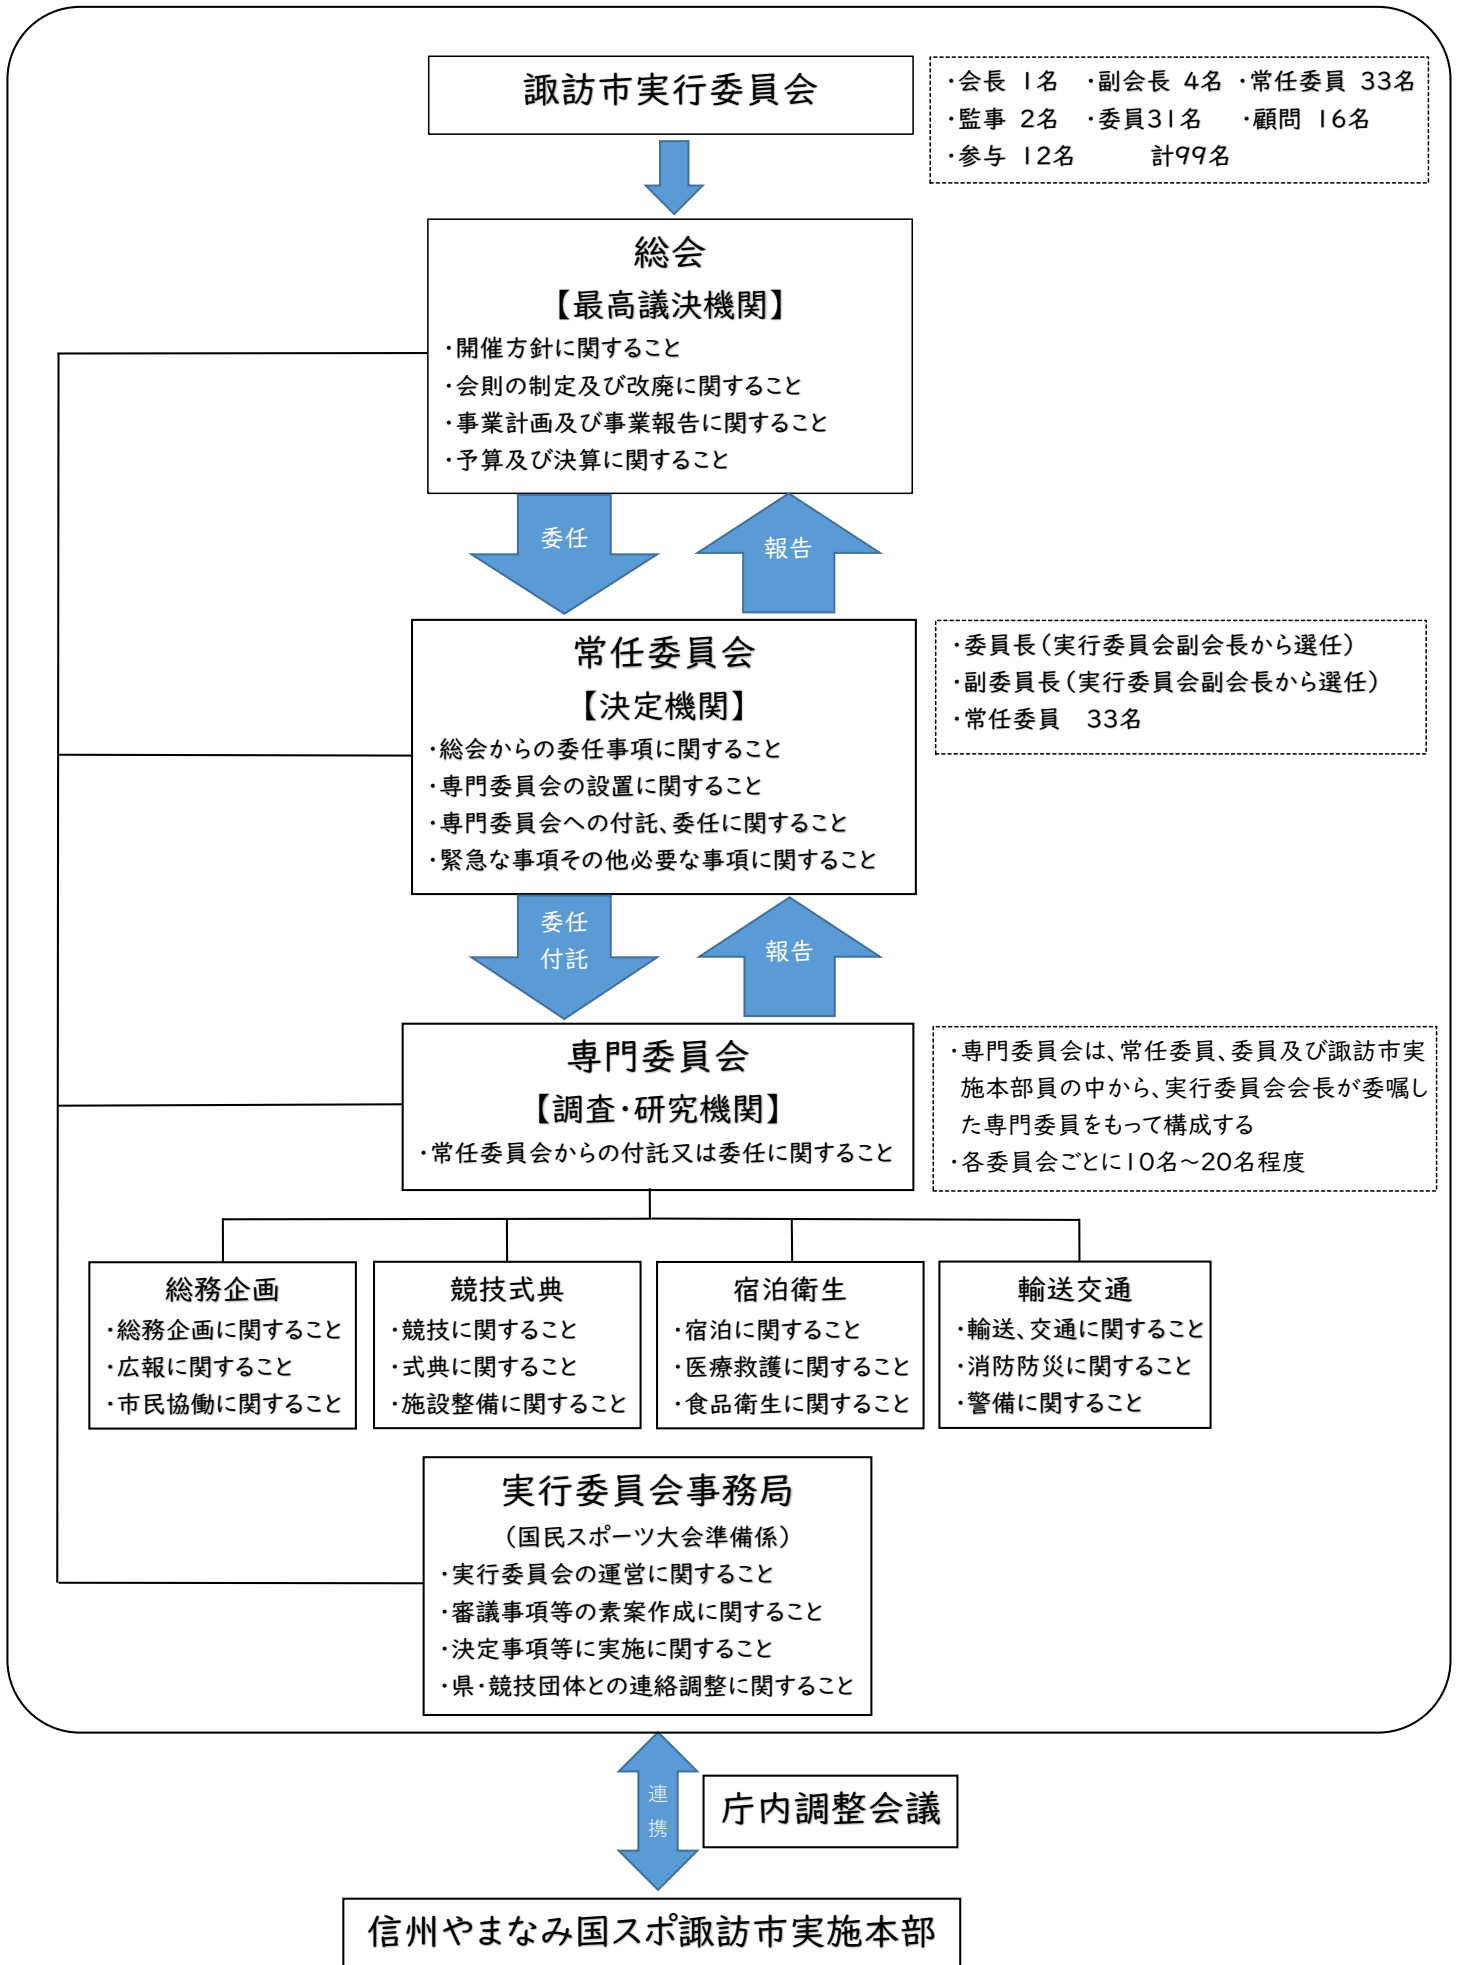 諏訪市実行委員会
・会長 1名 ・副会長 4名 ・常任委員 33名
・監事 2名 ・委員31名 ・顧問 16名
・参与 12名 計99名
総会
【最高議決機関】
・開催方針に関すること
・会則の制定及び改廃に関すること
・事業計画及び事業報告に関すること
・予算及び決算に関すること
委任
報告
常任委員会
【決定機関】
・総会からの委任事項に関すること
・専門委員会の設置に関すること
・専門委員会への付託、委任に関すること
・緊急な事項その他必要な事項に関すること
・委員長（実行委員会副会長から選任）
・副委員長（実行委員会副会長から選任）
・常任委員 33名
委任
付託
報告
専門委員会
【調査・研究機関】
・常任委員会からの付託又は委任に関すること
・専門委員会は、常任委員、委員及び諏訪市実
施本部員の中から、実行委員会会長が委嘱し
た専門委員をもって構成する
・各委員会ごとに10名～20名程度
総務企画
・総務企画に関すること
・広報に関すること
・市民協働に関すること
競技式典
・競技に関すること
・式典に関すること
・施設整備に関すること
宿泊衛生
・宿泊に関すること
・医療救護に関すること
・食品衛生に関すること
輸送交通
・輸送、交通に関すること
・消防防災に関すること
・警備に関すること
実行委員会事務局
（国民スポーツ大会準備係）
・実行委員会の運営に関すること
・審議事項等の素案作成に関すること
・決定事項等に実施に関すること
・県・競技団体との連絡調整に関すること
連
携
庁内調整会議
信州やまなみ国スポ諏訪市実施本部